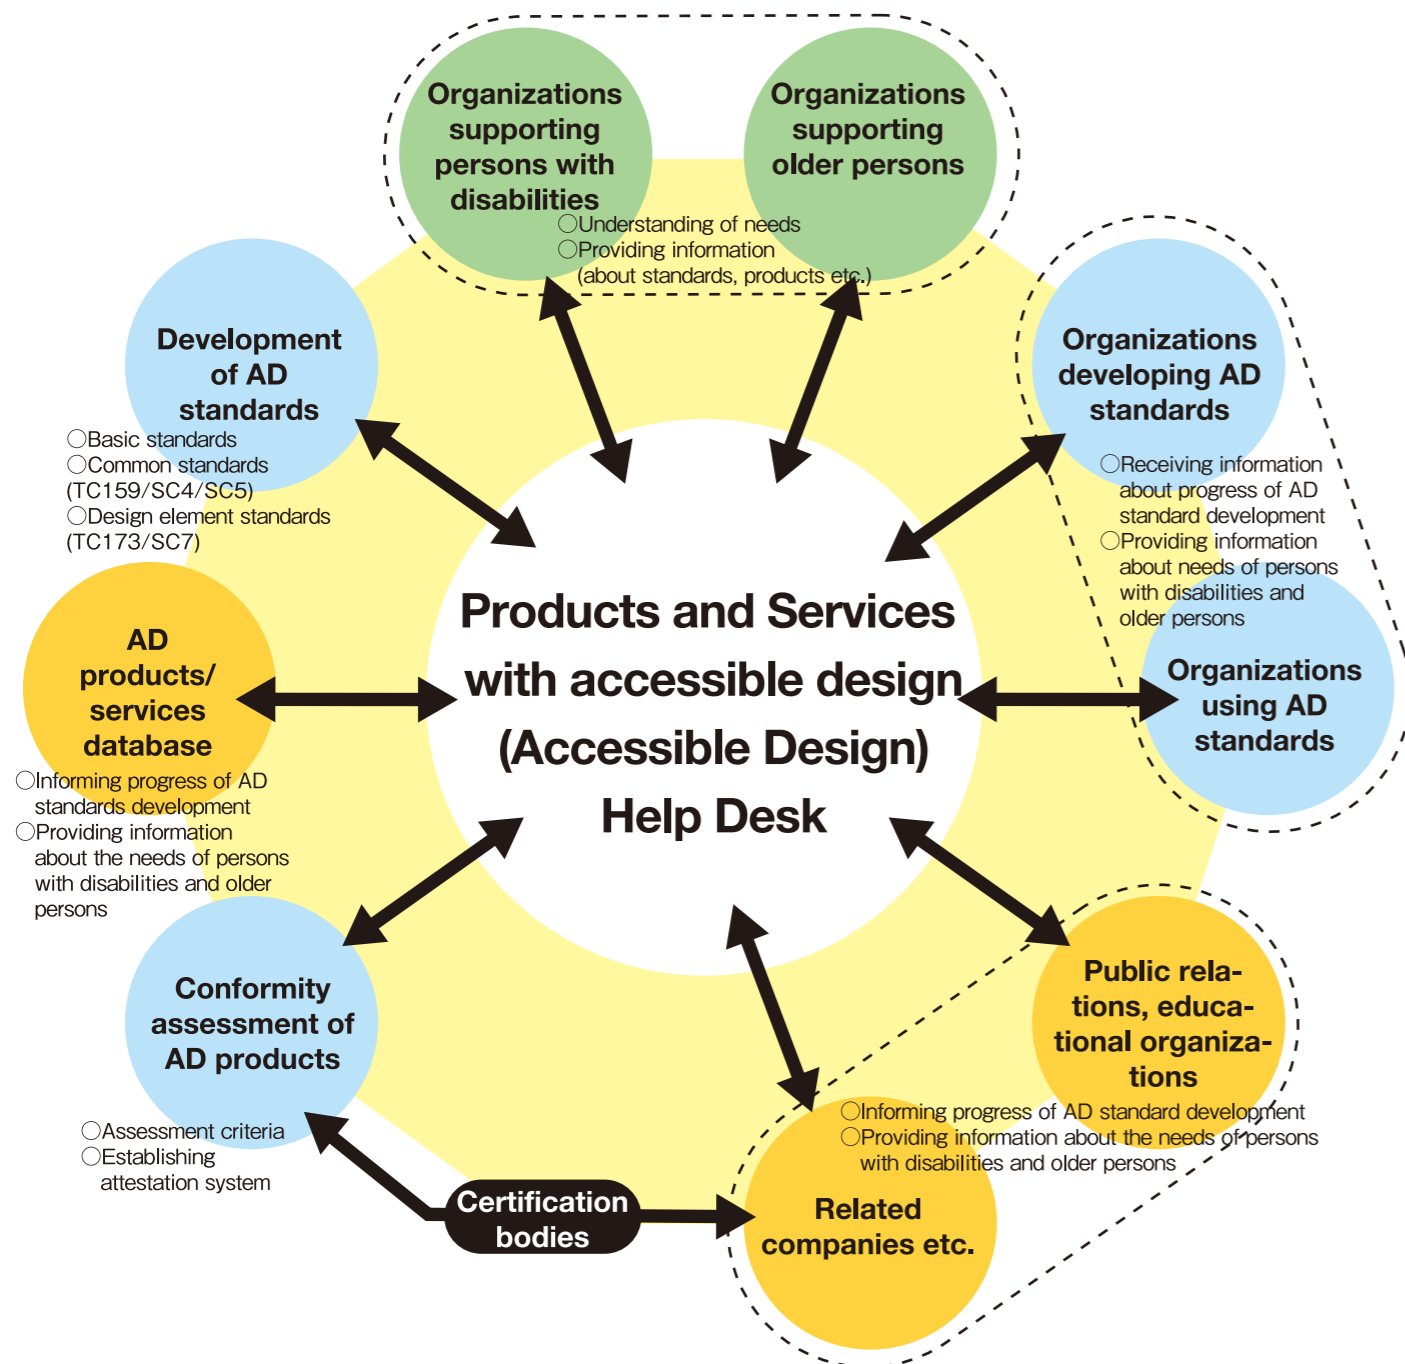 Organizations
supporting
persons with
disabilities
Organizations
supporting
older persons
○Understanding of needs
○Providing information
(about standards, products etc.)
Development
of AD
standards
○Basic standards
○Common standards
(TC159/SC4/SC5)
○Design element standards
(TC173/SC7)
Organizations
developing AD
standards
○Receiving information
about progress of AD
standard development
○Providing information
about needs of persons
with disabilities and
older persons
AD
products/
services
database
○Informing progress of AD
standards development
○Providing information
about the needs of persons
with disabilities and older
persons
Products and Services
with accessible design
(Accessible Design)
Help Desk
Organizations
using AD
standards
Conformity
assessment of
AD products
○Assessment criteria
○Establishing
attestation system
Public rela-
tions, educa-
tional organiza-
tions
○Informing progress of AD standard development
○Providing information about the needs of persons
with disabilities and older persons
Certification
bodies
Related
companies etc.